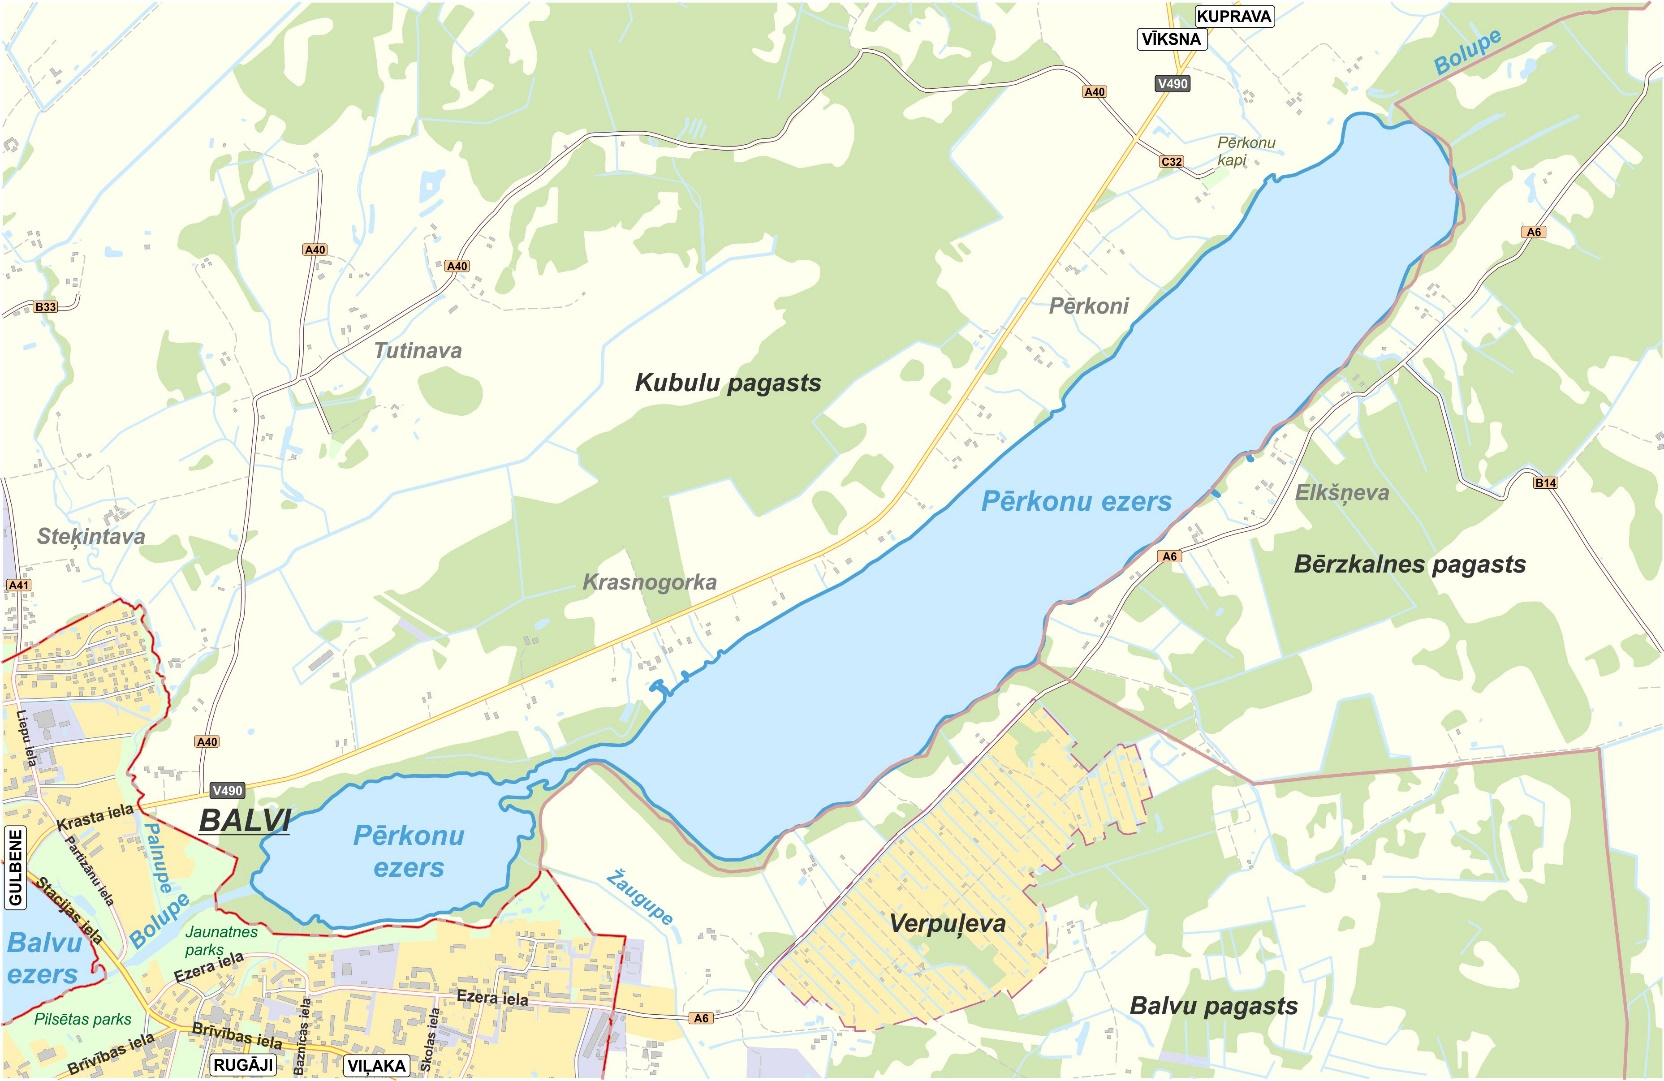 KUPRAVA
VĪKSNA
Bolupe
V490
A40
Pērkonu
kapi
C32
A6
A40
A40
B33
Pērkoni
Tutinava
Kubulu pagasts
Pērkonu ezers
Elkšņeva
B14
Steķintava
A6
Bērzkalnes pagasts
Krasnogorka
A41
Liepu iela
A40
V490
BALVI
Krasta iela
Palnupe
Pērkonu
ezers
GULBENE
Partizānu iela
Stacijas iela
Bolupe
Žaugupe
Verpuļeva
Jaunatnes
parks
Balvu
ezers
Ezera iela
Ezera iela
Pilsētas parks
A6
Balvu pagasts
Brīvības iela
Brīvības iela
Baznīcas iela
Skolas iela
RUGĀJI
VIĻAKA